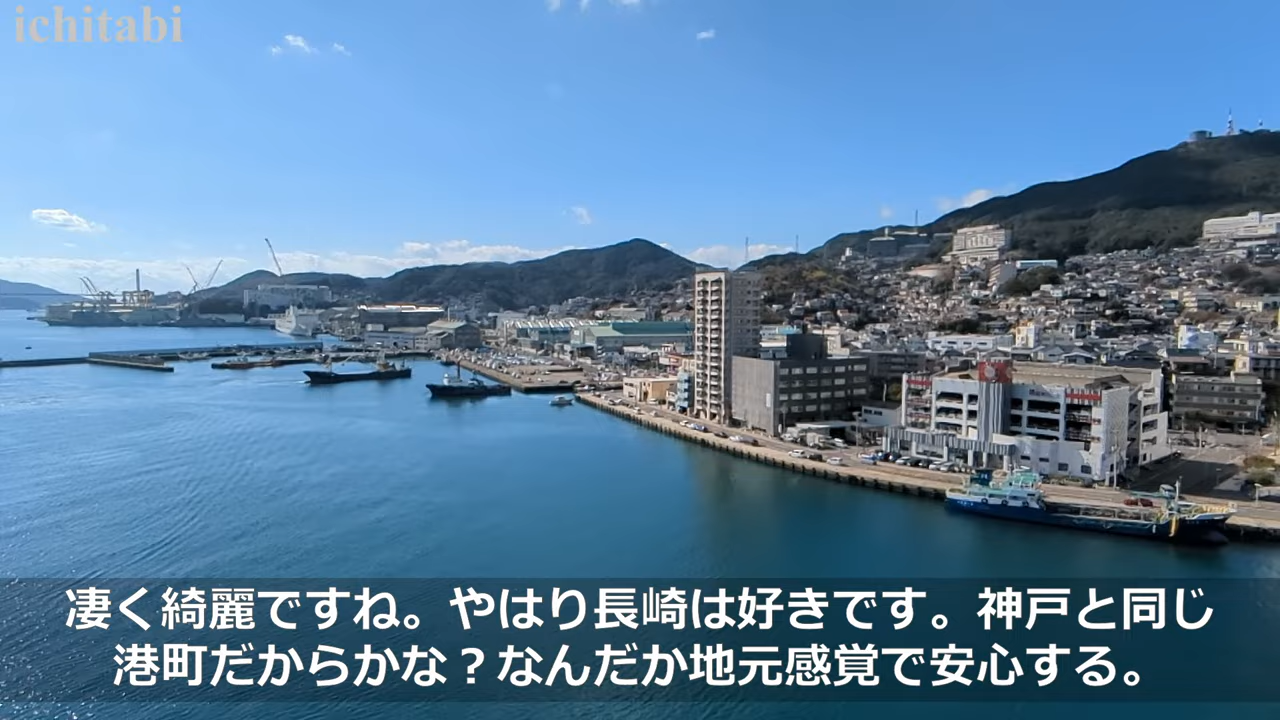 ichitabi
凄く綺麗ですね。やはり長崎は好きです。神戸と同じ
港町だからかな？なんだか地元感覚で安心する。